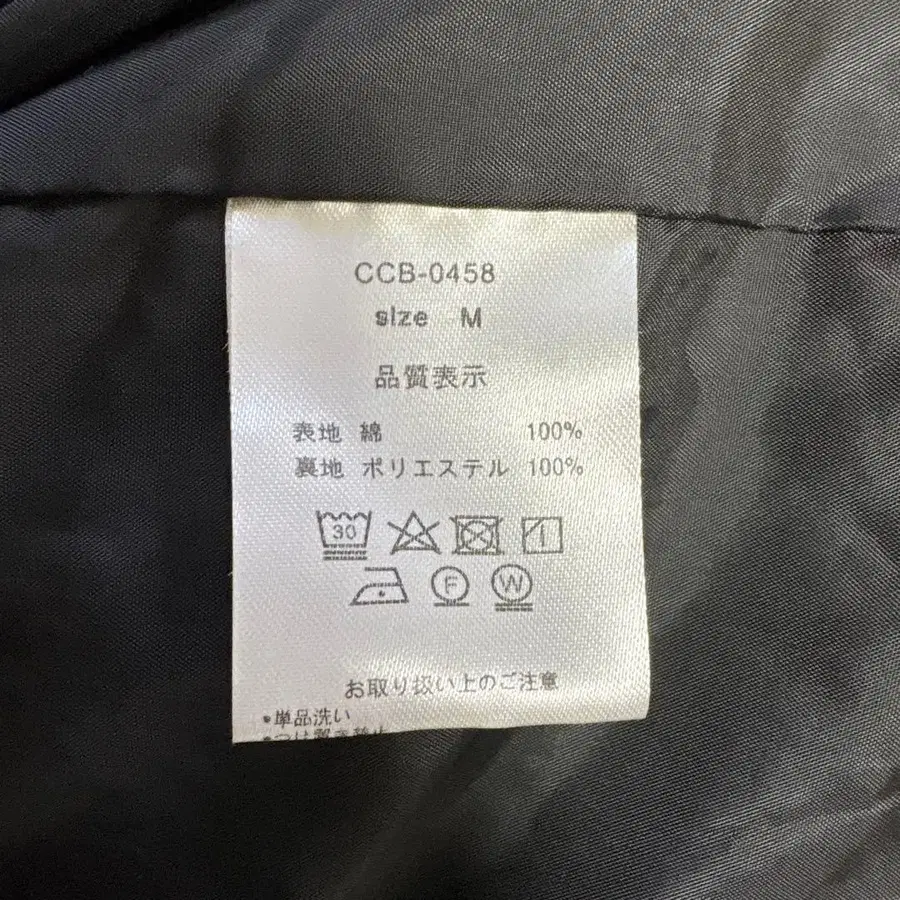 CCB-0458
size M
品質表示
表地 綿 100%
裏地 ポリエステル 100%
30
F W
お取り扱い上のご注意
•単品洗い